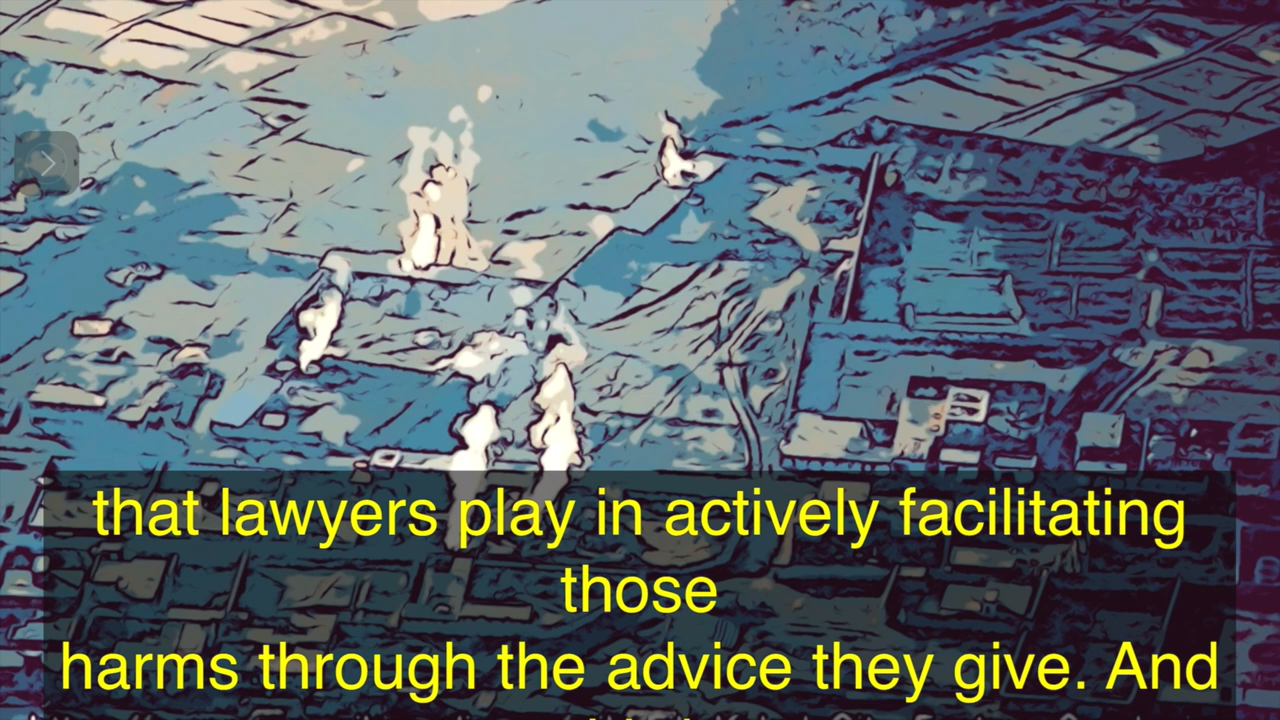 that lawyers play in actively facilitating
those
harms through the advice they give. And